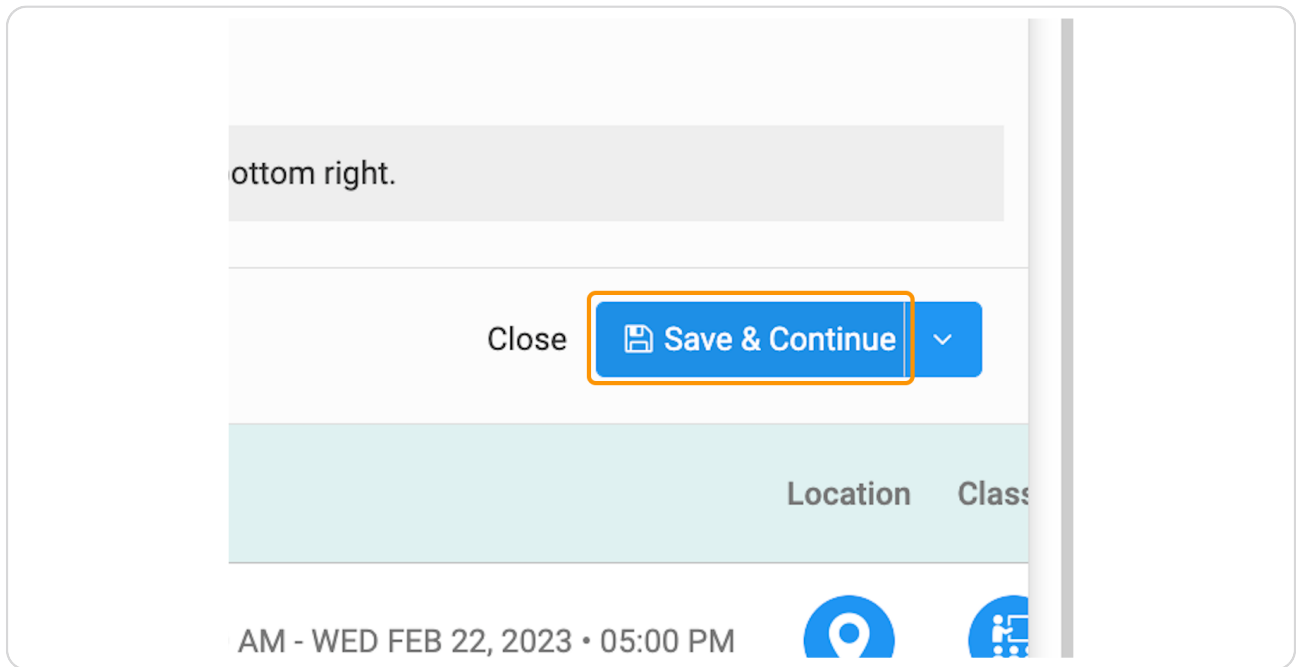 ottom right.
Close Save & Continue
Location Class
AM - WED FEB 22, 2023 • 05:00 PM